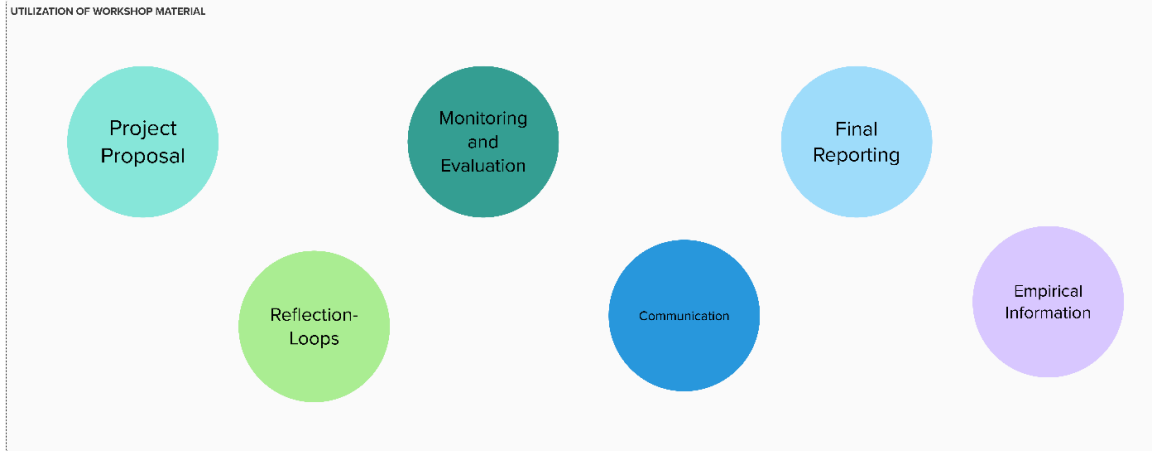 UTILIZATION OF WORKSHOP MATERIAL
Project
Proposal
Monitoring
and
Evaluation
Final
Reporting
Reflection-
Loops
Communication
Empirical
Information